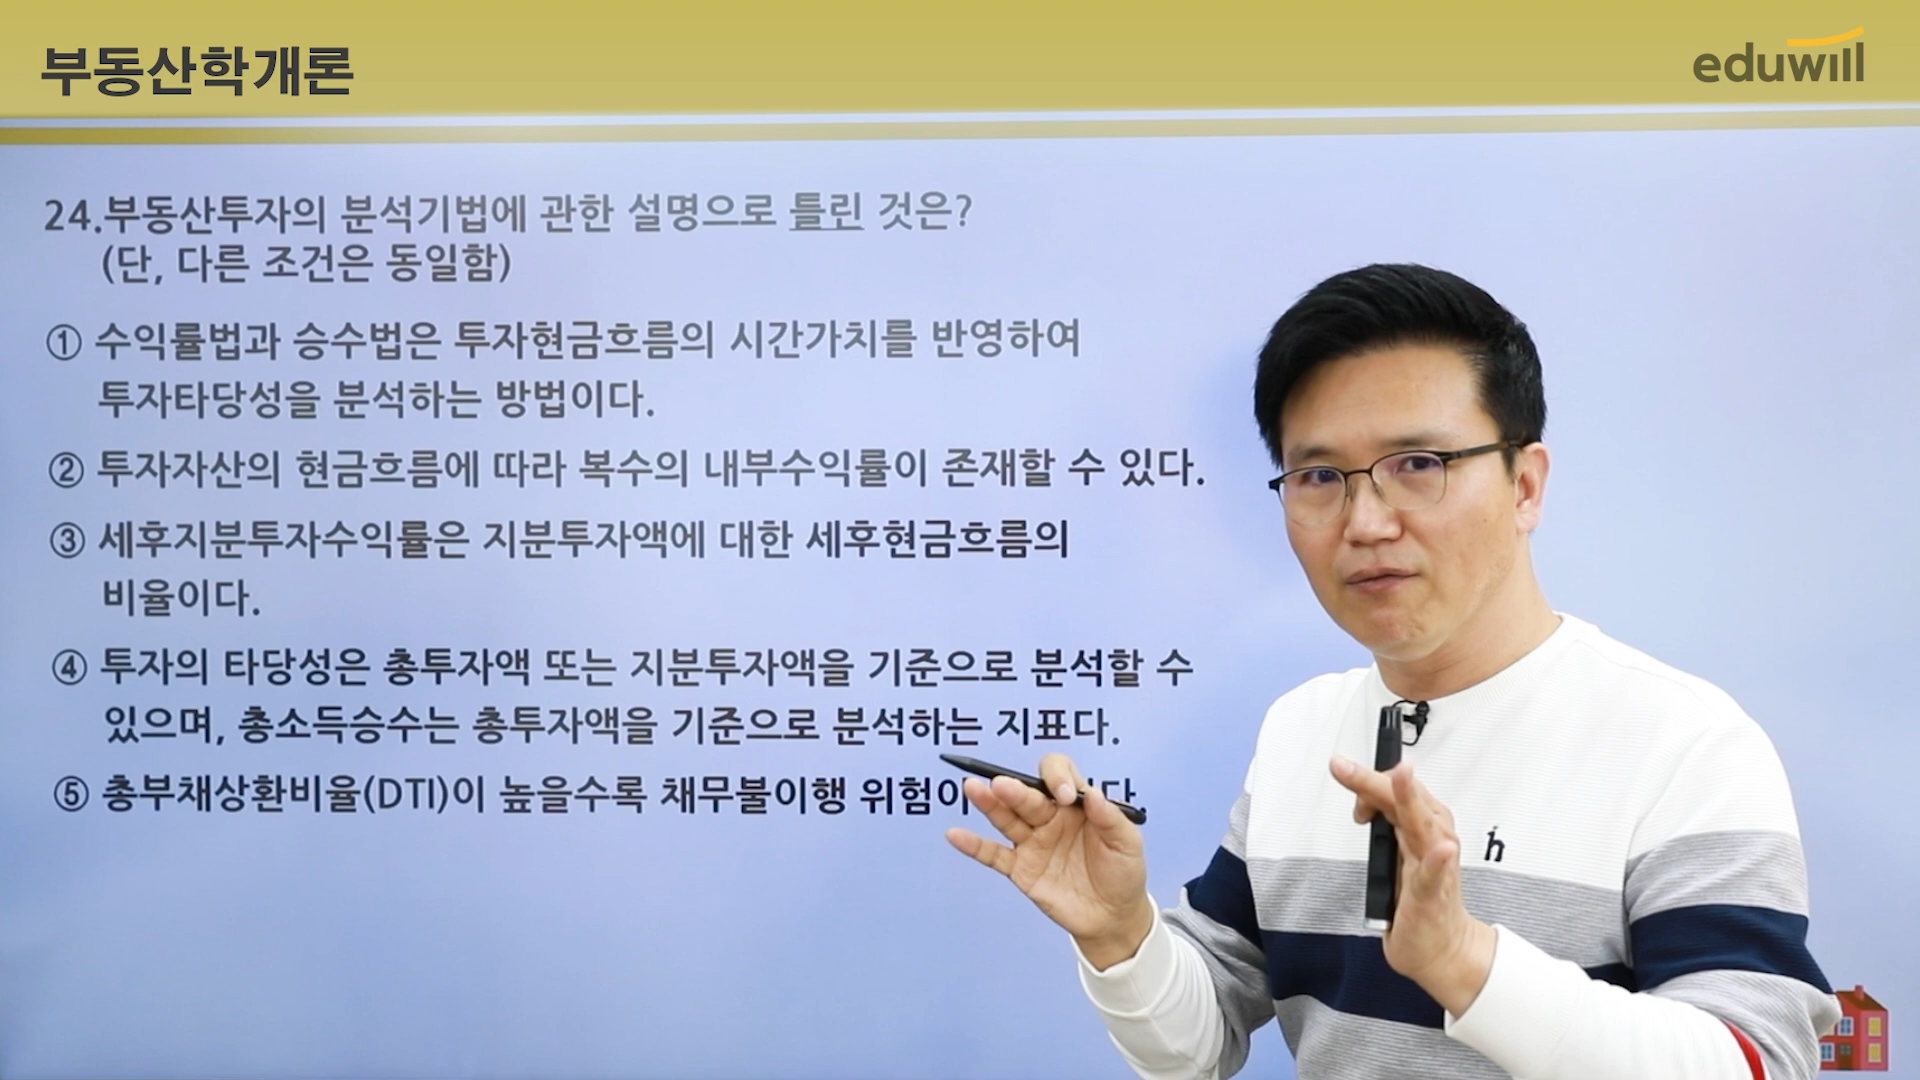 부동산학개론
eduwill
24.부동산투자의 분석기법에 관한 설명으로 틀린 것은?
(단, 다른 조건은 동일함)
① 수익률법과 승수법은 투자현금흐름의 시간가치를 반영하여
투자타당성을 분석하는 방법이다.
② 투자자산의 현금흐름에 따라 복수의 내부수익률이 존재할 수 있다.
③ 세후지분투자수익률은 지분투자액에 대한 세후현금흐름의
비율이다.
④ 투자의 타당성은 총투자액 또는 지분투자액을 기준으로 분석할 수
있으며, 총소득승수는 총투자액을 기준으로 분석하는 지표다.
⑤ 총부채상환비율(DTI)이 높을수록 채무불이행 위험이
h